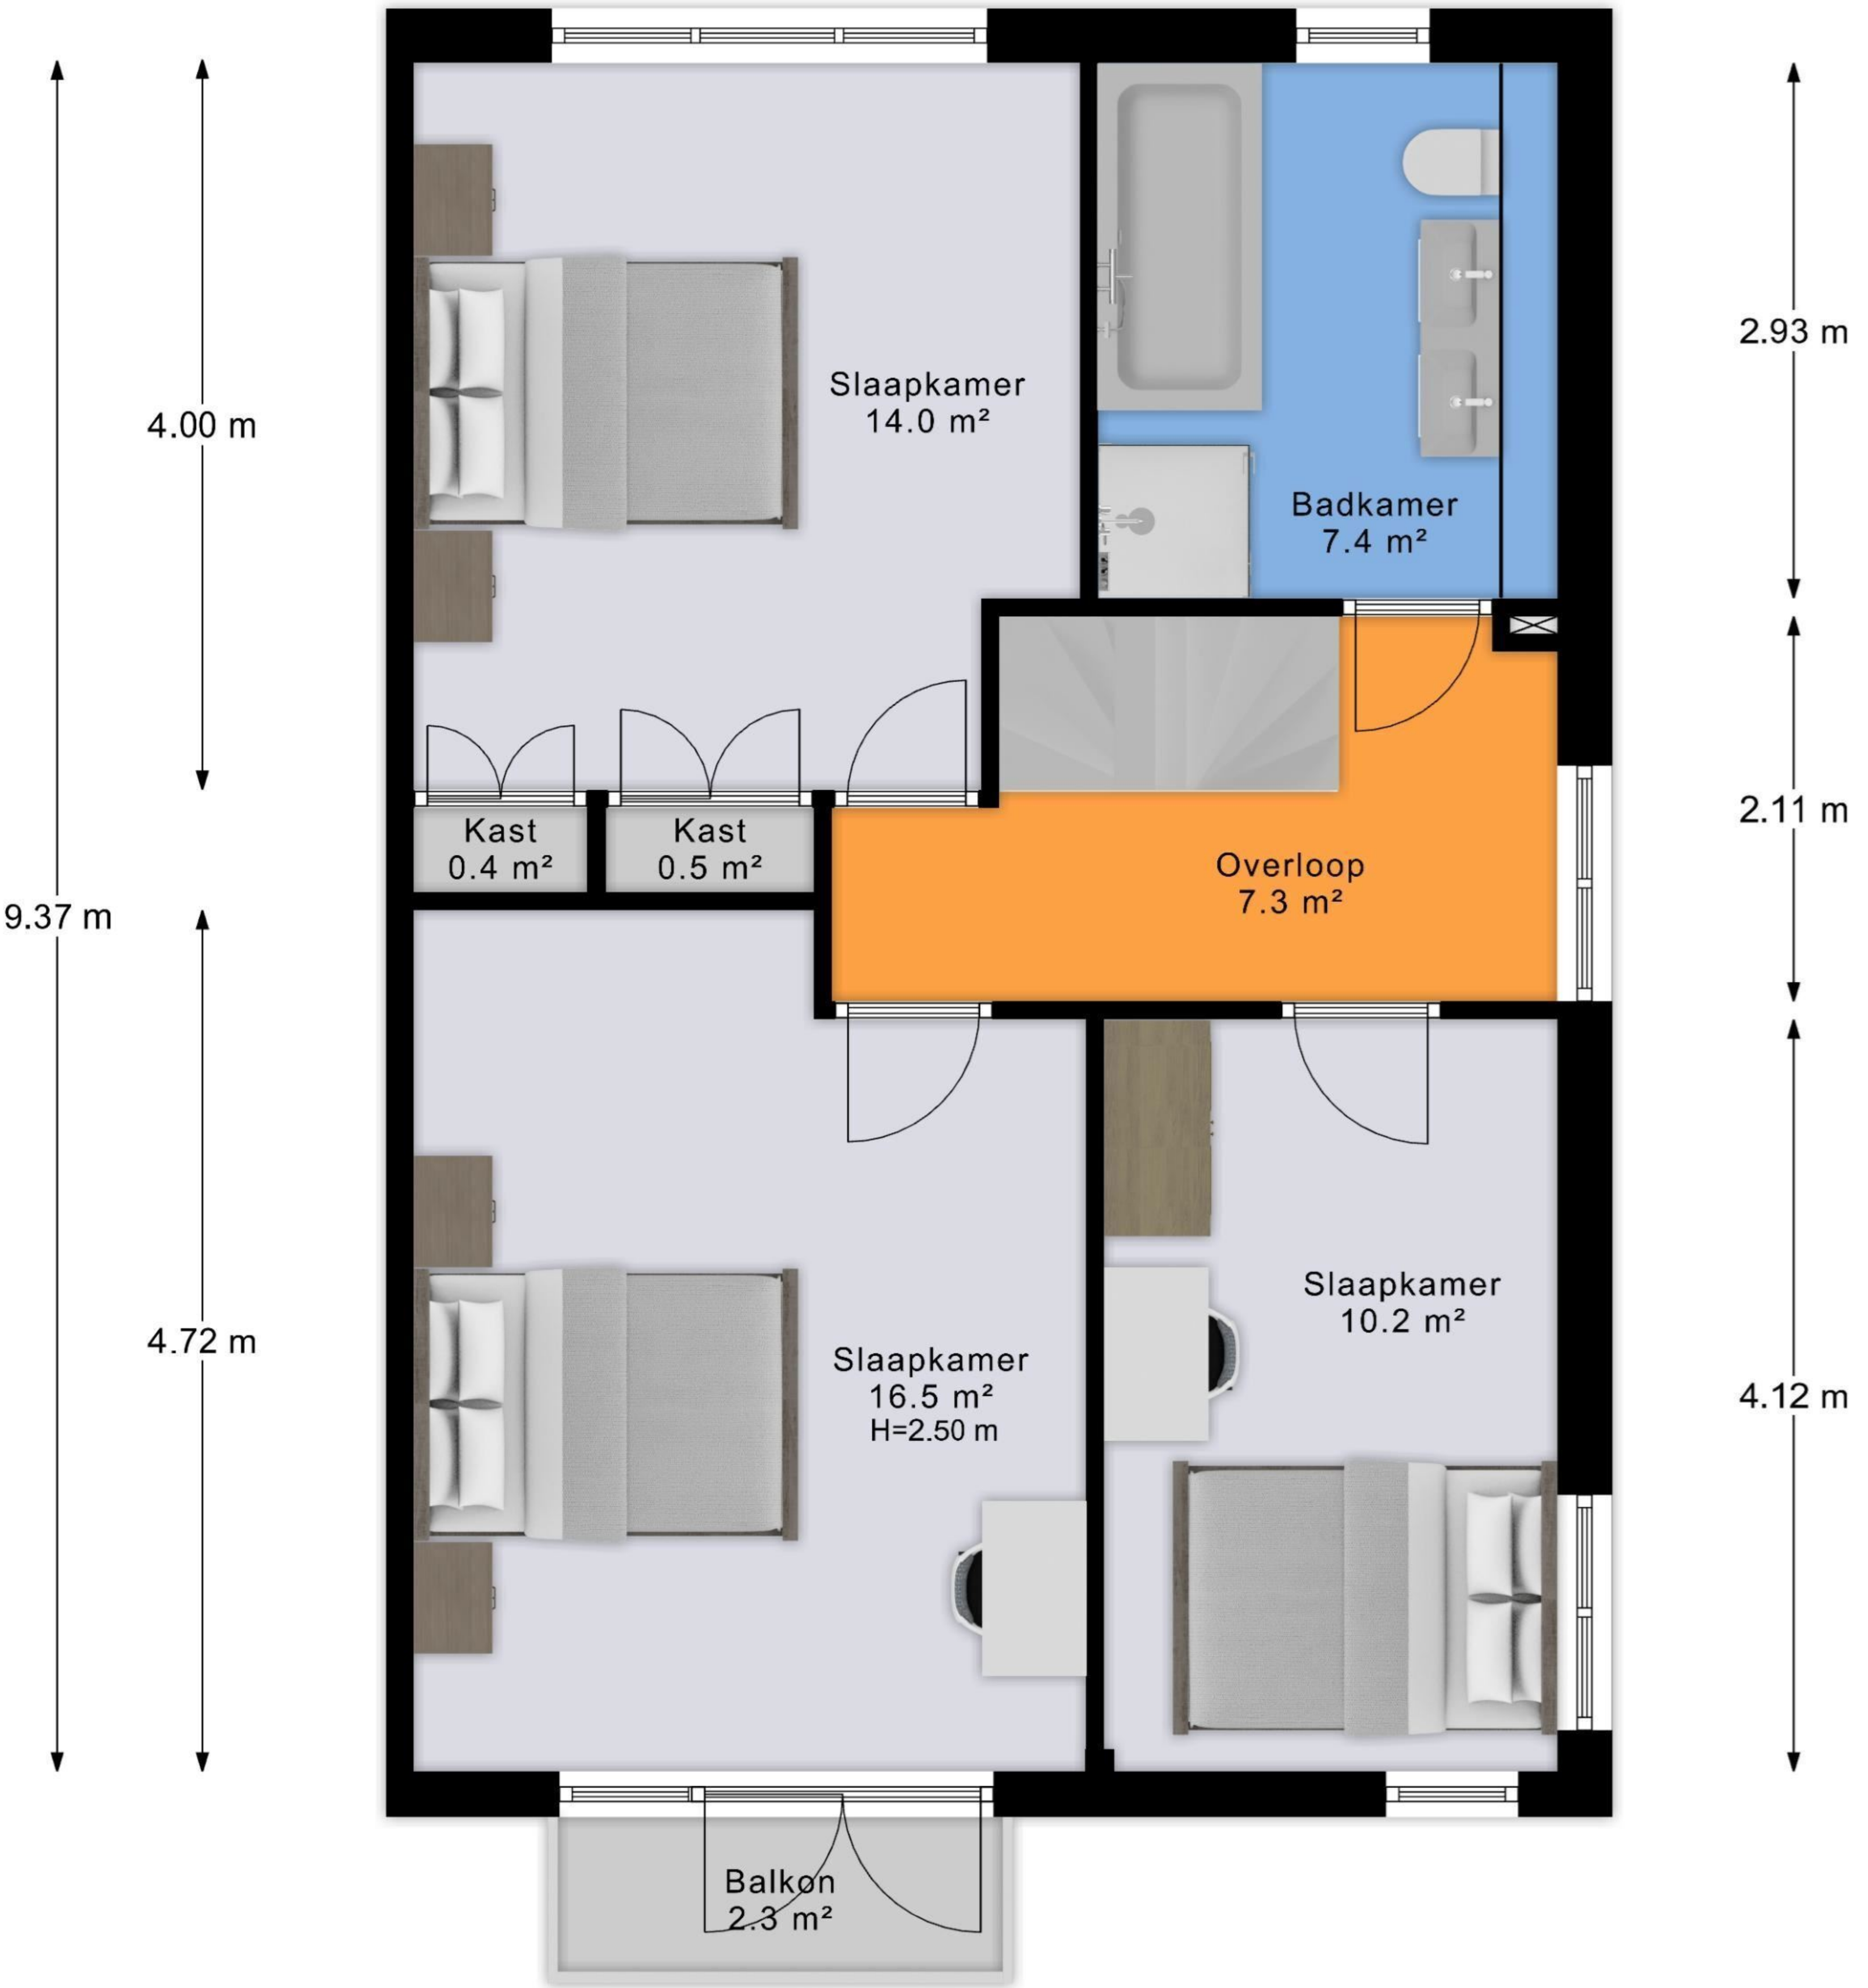 2.93 m
Slaapkamer
14.0 m²
4.00 m
Badkamer
7.4 m²
2.11 m
Kast
0.4 m²
Kast
0.5 m²
Overloop
7.3 m²
9.37 m
Slaapkamer
10.2 m²
4.72 m
Slaapkamer
16.5 m²
H=2.50 m
4.12 m
Balkon
2.3 m²